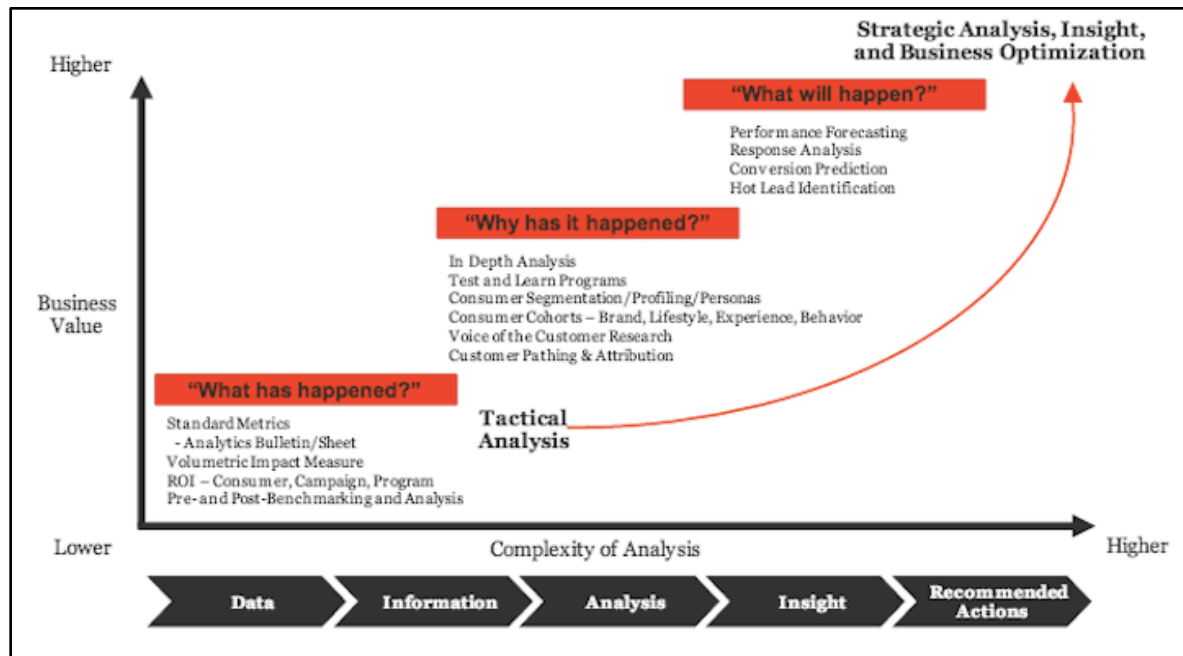 Strategic Analysis, Insight,
and Business Optimization
Higher
"What will happen?"
Performance Forecasting
Response Analysis
Conversion Prediction
Hot Lead Identification
"Why has it happened?"
In Depth Analysis
Test and Learn Programs
Consumer Segmentation/Profiling/Personas
Consumer Cohorts – Brand, Lifestyle, Experience, Behavior
Voice of the Customer Research
Customer Pathing & Attribution
Business
Value
"What has happened?"
Standard Metrics
- Analytics Bulletin/Sheet
Volumetric Impact Measure
ROI – Consumer, Campaign, Program
Pre- and Post-Benchmarking and Analysis
Tactical
Analysis
Lower
Complexity of Analysis
Higher
Data
Information
Analysis
Insight
Recommended
Actions